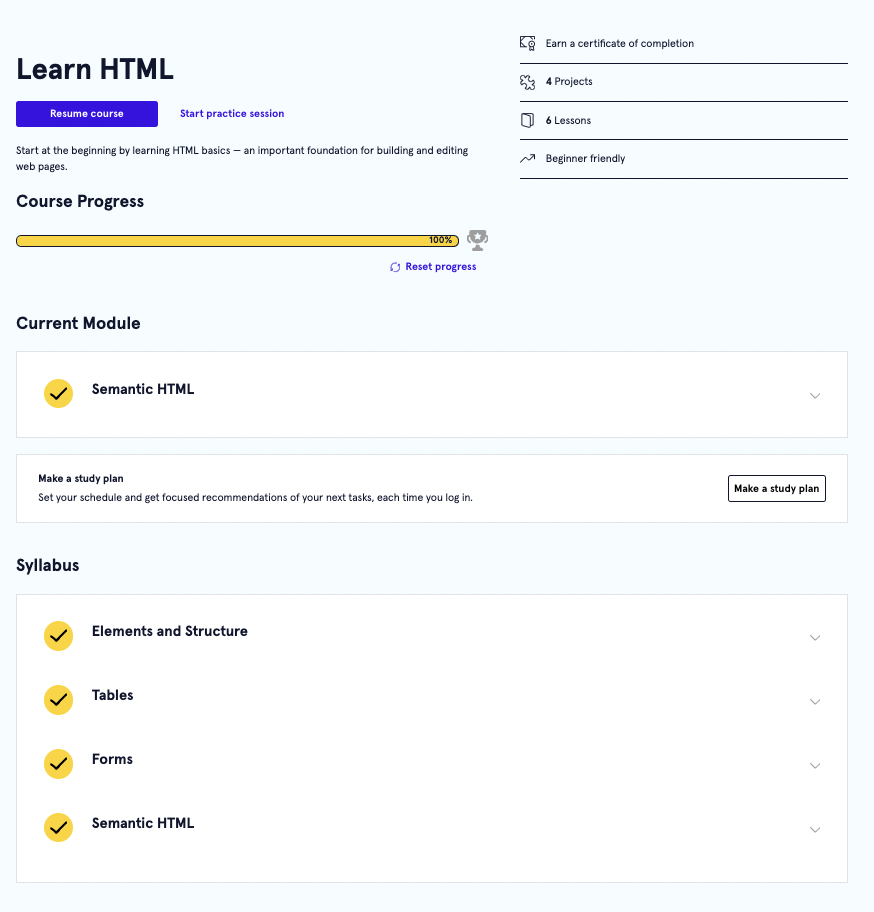 Learn HTML
Resume course
Start practice session
Start at the beginning by learning HTML basics — an important foundation for building and editing
web pages.
Earn a certificate of completion
4 Projects
6 Lessons
Beginner friendly
Course Progress
100%
Reset progress
Current Module
Semantic HTML
Make a study plan
Set your schedule and get focused recommendations of your next tasks, each time you log in.
Make a study plan
Syllabus
Elements and Structure
Tables
Forms
Semantic HTML